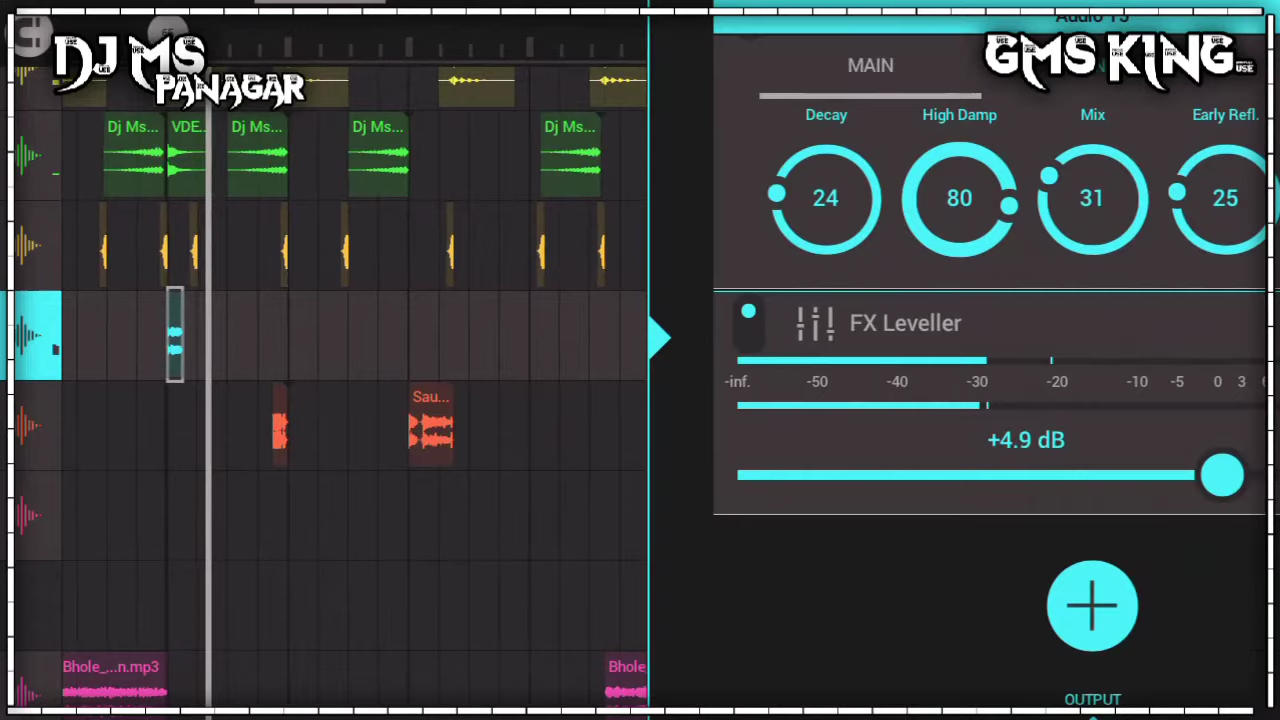 Audio 15
DJ MS
PANAGAR
GMS KING
MAIN
Decay
High Damp
Mix
Early Refl.
24
80
31
25
Dj Ms...
VDE.
Dj Ms...
Dj Ms...
Dj Ms...
FX Leveller
-inf.
-50
-40
-30
-20
-10
-5
0
3
+4.9 dB
Sau...
Bhole_...n.mp3
Bhole
OUTPUT